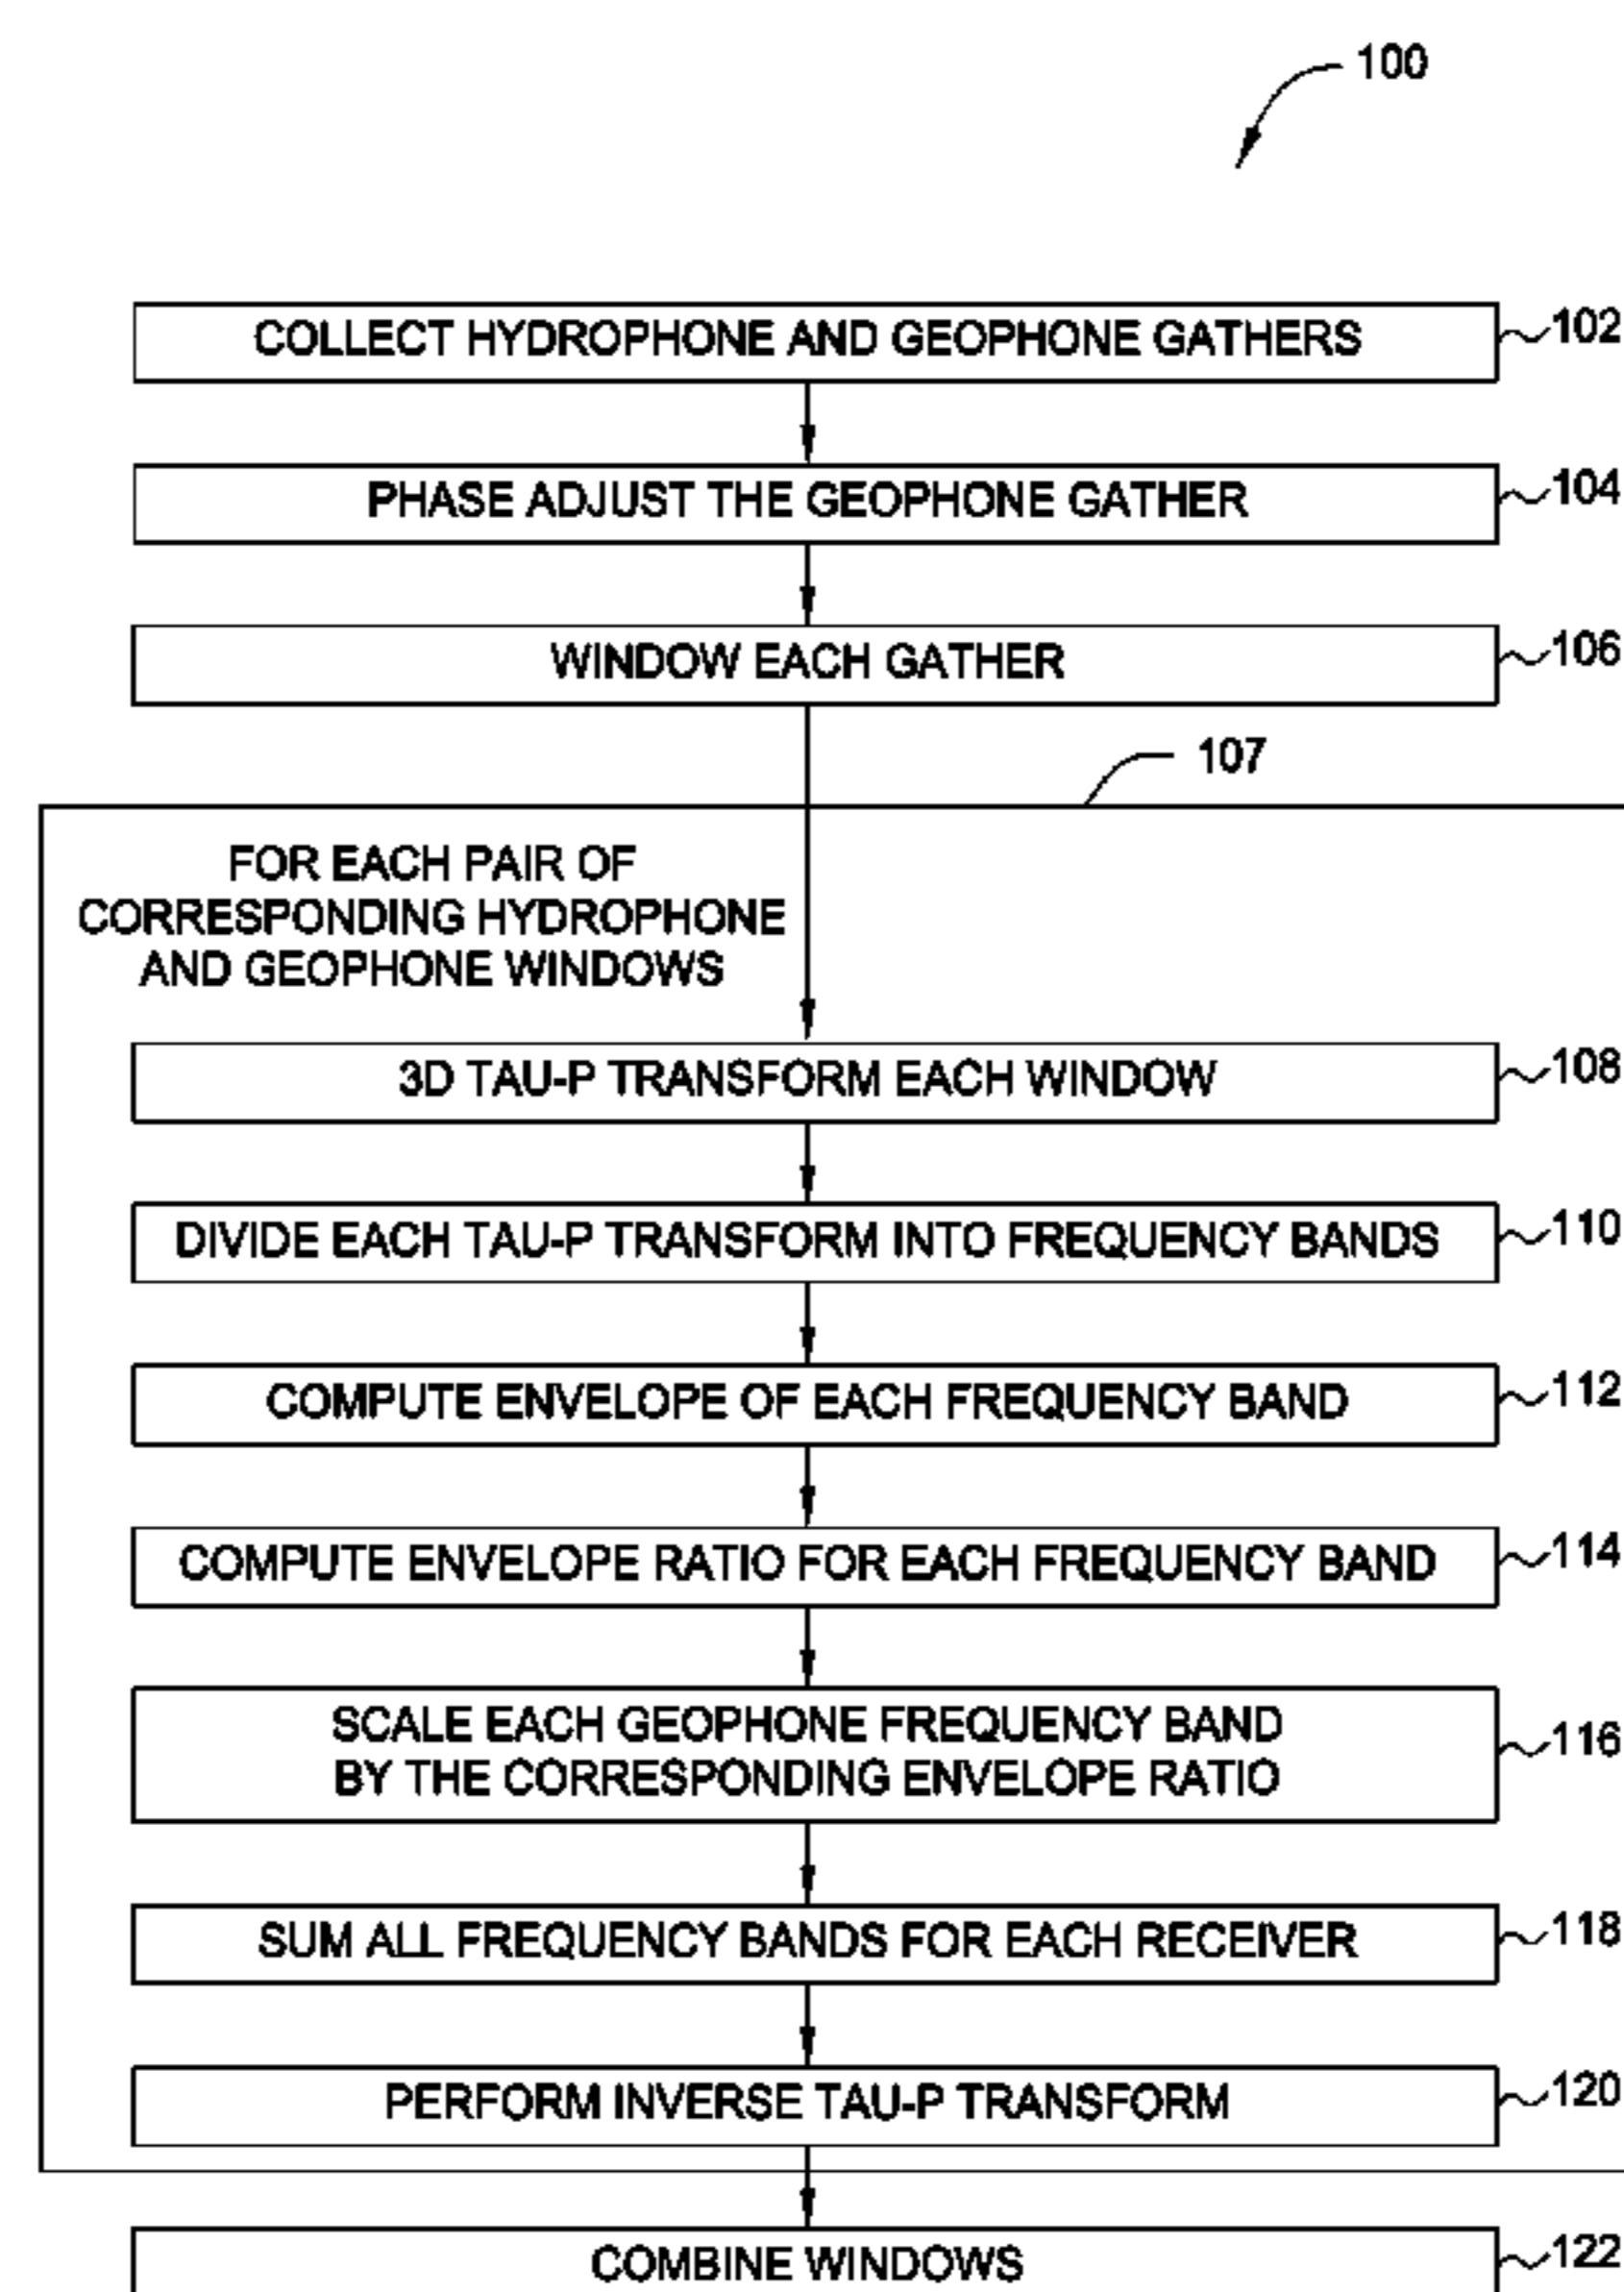 100
COLLECT HYDROPHONE AND GEOPHONE GATHERS 102
PHASE ADJUST THE GEOPHONE GATHER 104
WINDOW EACH GATHER 106
107
FOR EACH PAIR OF
CORRESPONDING HYDROPHONE
AND GEOPHONE WINDOWS
3D TAU-P TRANSFORM EACH WINDOW 108
DIVIDE EACH TAU-P TRANSFORM INTO FREQUENCY BANDS 110
COMPUTE ENVELOPE OF EACH FREQUENCY BAND 112
COMPUTE ENVELOPE RATIO FOR EACH FREQUENCY BAND 114
SCALE EACH GEOPHONE FREQUENCY BAND
BY THE CORRESPONDING ENVELOPE RATIO 116
SUM ALL FREQUENCY BANDS FOR EACH RECEIVER 118
PERFORM INVERSE TAU-P TRANSFORM 120
COMBINE WINDOWS 122